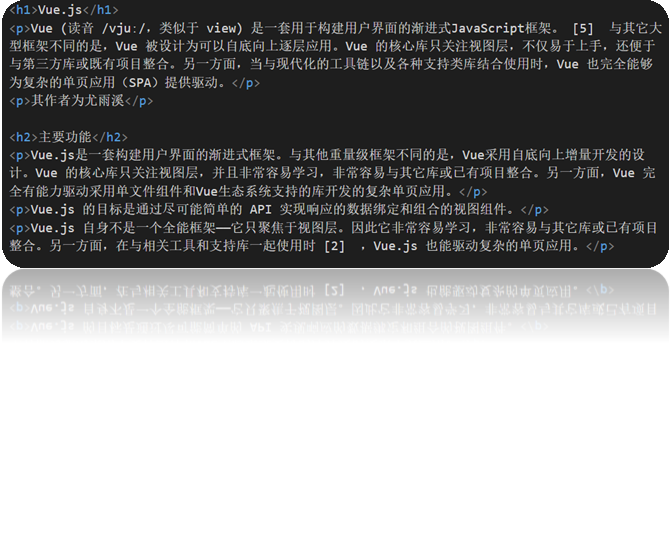 <h1>Vue.js</h1>
<p>Vue (读音 /vjuː/, 类似于 view) 是一套用于构建用户界面的渐进式JavaScript框架。 [5]  与其它大
型框架不同的是，Vue 被设计为可以自底向上逐层应用。Vue 的核心库只关注视图层，不仅易于上手，还便于
与第三方库或既有项目整合。另一方面，当与现代化的工具链以及各种支持类库结合使用时，Vue 也完全能够
为复杂的单页应用（SPA）提供驱动。</p>
<p>其作者为尤雨溪</p>
<h2>主要功能</h2>
<p>Vue.js是一套构建用户界面的渐进式框架。与其他重量级框架不同的是，Vue采用自底向上增量开发的设
计。Vue 的核心库只关注视图层，并且非常容易学习，非常容易与其它库或已有项目整合。另一方面，Vue 完
全有能力驱动采用单文件组件和Vue生态系统支持的库开发的复杂单页应用。</p>
<p>Vue.js 的目标是通过尽可能简单的 API 实现响应的数据绑定和组合的视图组件。</p>
<p>Vue.js 自身不是一个全能框架——它只聚焦于视图层。因此它非常容易学习，非常容易与其它库或已有项目
整合。另一方面，在与相关工具和支持库一起使用时 [2]  ，Vue.js 也能驱动复杂的单页应用。</p>